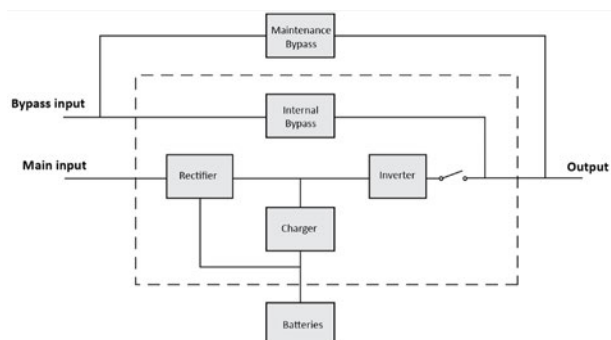 Maintenance
Bypass
Bypass input
Internal
Bypass
Main input
Rectifier
Inverter
Output
Charger
Batteries